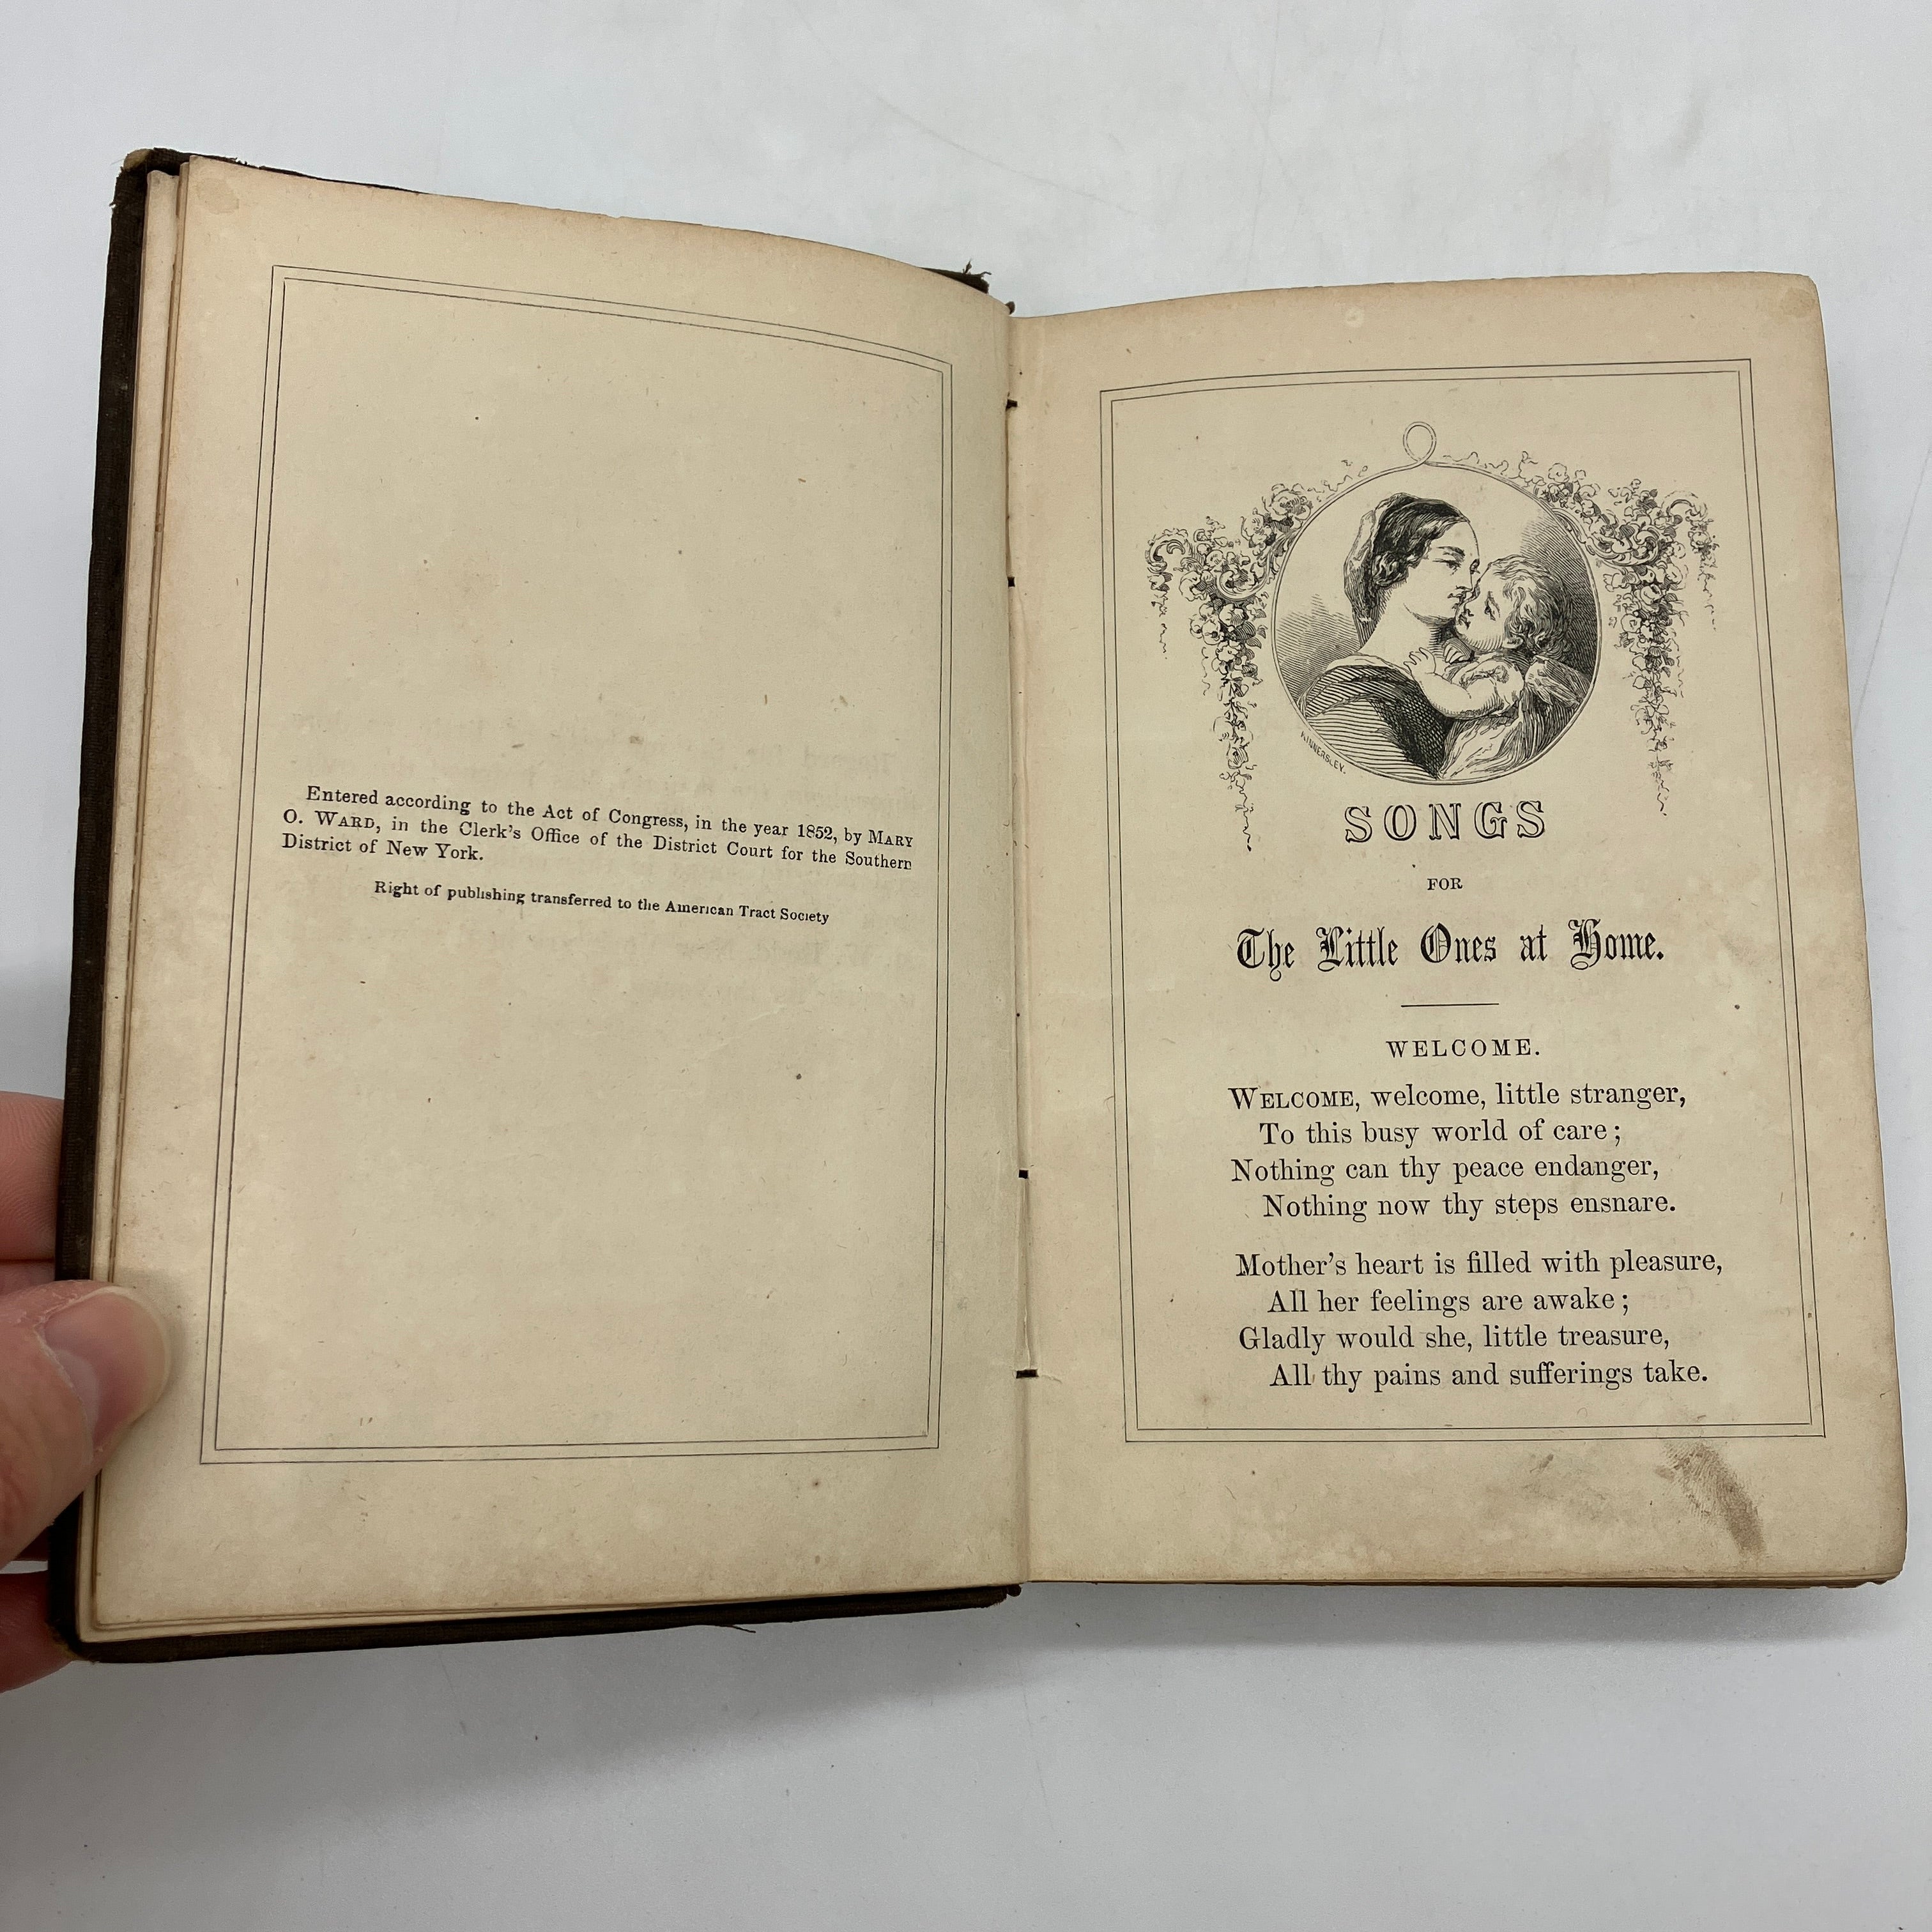 Entered according to the Act of Congress, in the year 1852, by MARY
O. WARD, in the Clerk's Office of the District Court for the Southern
District of New York.
Right of publishing transferred to the American Tract Society
KINNERSLEY.
SONGS
FOR
The Little Ones at Home.
WELCOME.
WELCOME, welcome, little stranger,
To this busy world of care;
Nothing can thy peace endanger,
Nothing now thy steps ensnare.
Mother's heart is filled with pleasure,
All her feelings are awake;
Gladly would she, little treasure,
All thy pains and sufferings take.